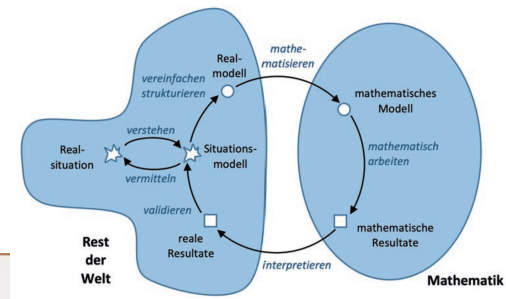 Real-
modell
mathe-
matisieren
vereinfachen
strukturieren
mathematisches
Modell
verstehen
Real-
situation
Situations-
modell
mathematisch
arbeiten
vermitteln
validieren
reale
Resultate
mathematische
Resultate
interpretieren
Rest
der
Welt
Mathematik